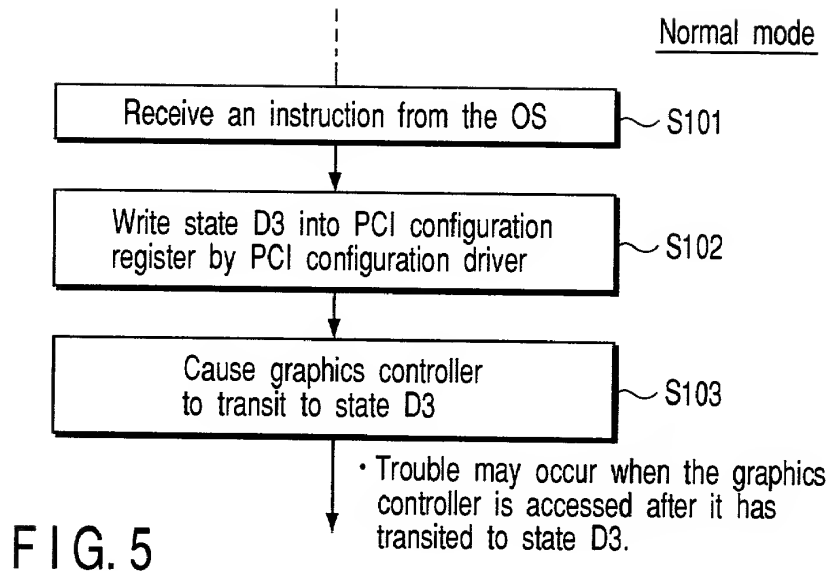 Normal mode
Receive an instruction from the OS
S101
Write state D3 into PCI configuration
register by PCI configuration driver
S102
Cause graphics controller
to transit to state D3
S103
· Trouble may occur when the graphics
controller is accessed after it has
transited to state D3.
FIG. 5